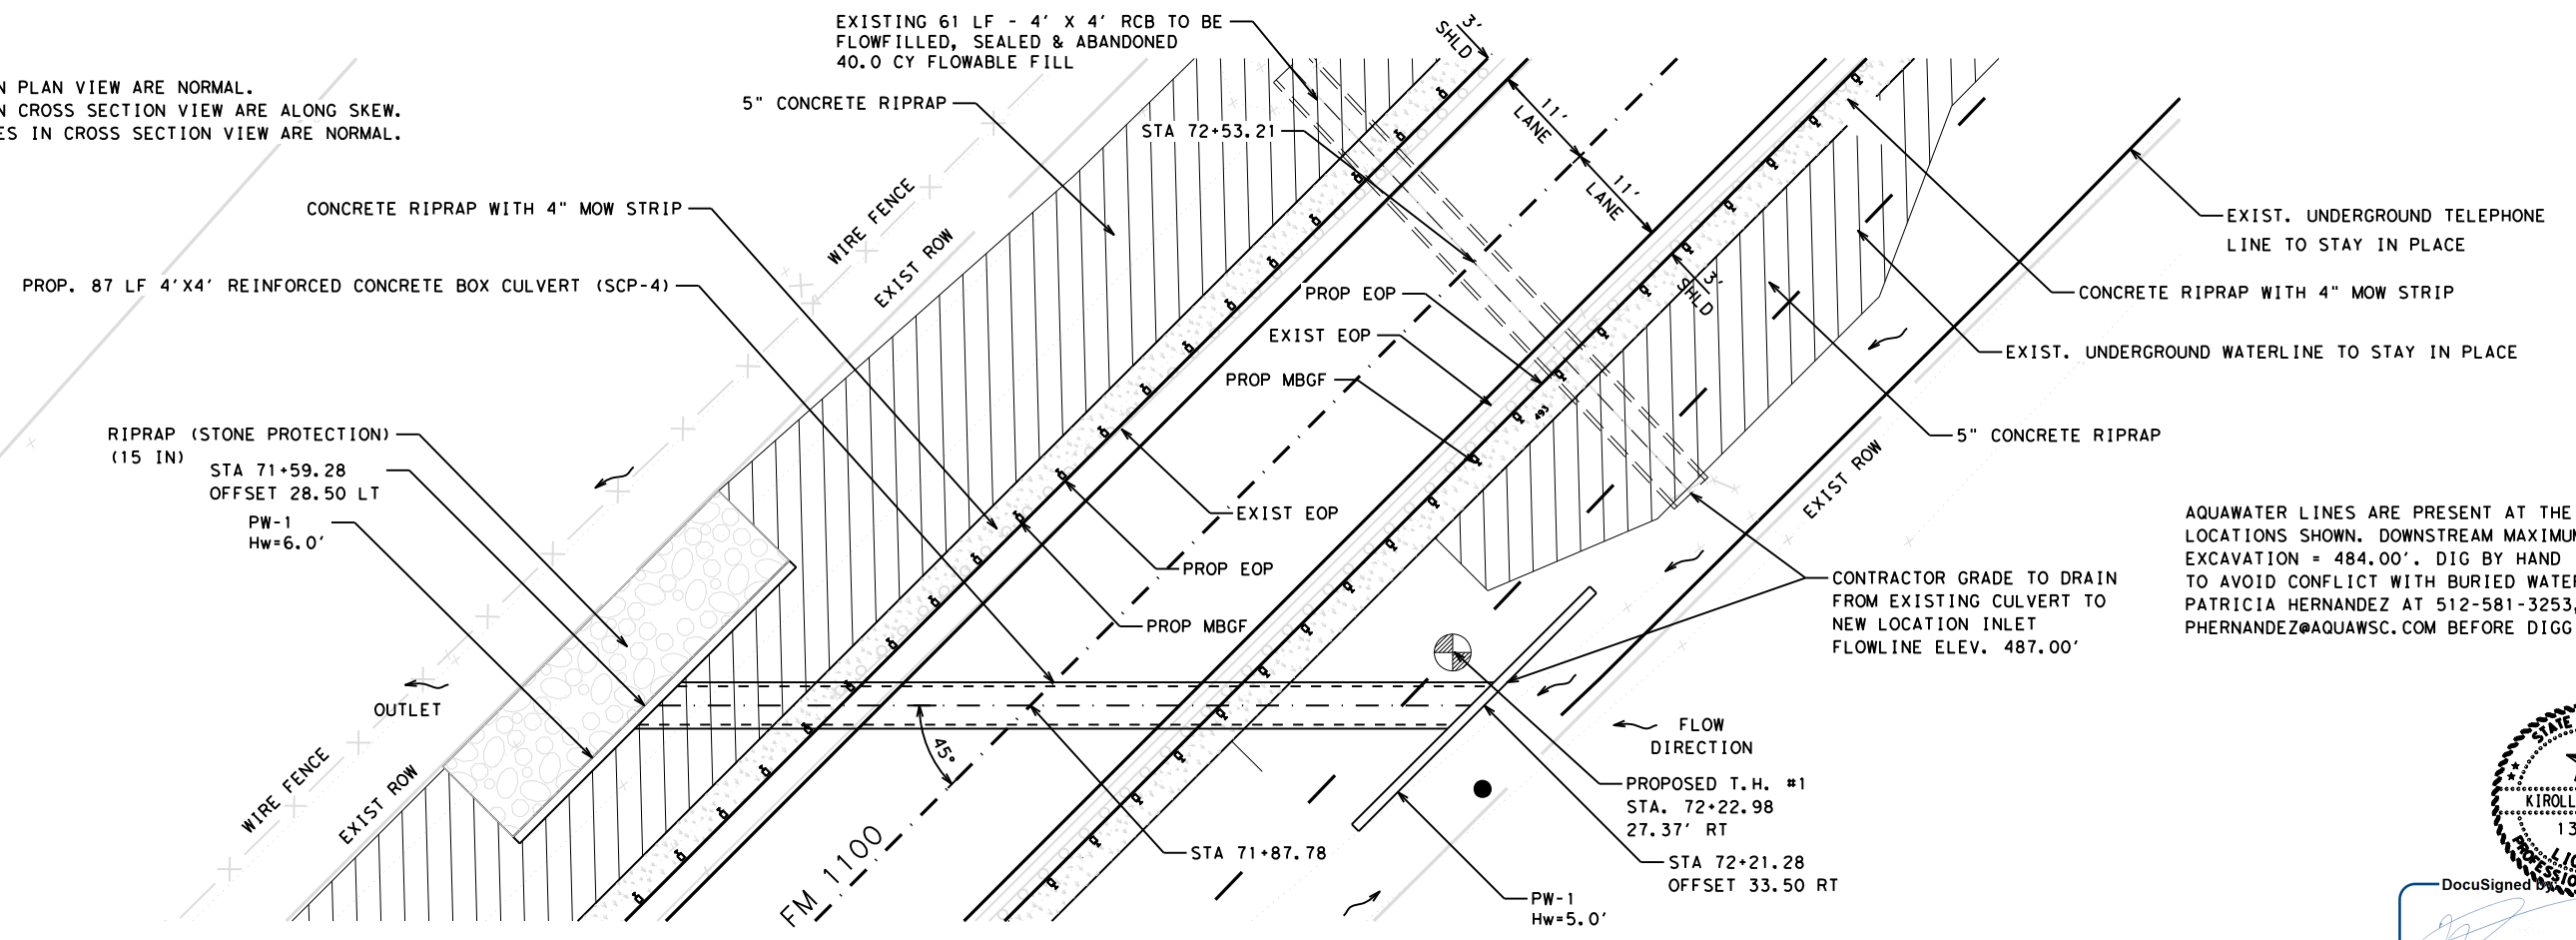 EXISTING 61 LF - 4' X 4' RCB TO BE
FLOWFILLED, SEALED & ABANDONED
40.0 CY FLOWABLE FILL
3'
SHLD
N PLAN VIEW ARE NORMAL.
N CROSS SECTION VIEW ARE ALONG SKEW.
ES IN CROSS SECTION VIEW ARE NORMAL.
5" CONCRETE RIPRAP
STA 72+53.21
11'
LANE
11'
LANE
CONCRETE RIPRAP WITH 4" MOW STRIP
WIRE FENCE
EXIST ROW
EXIST. UNDERGROUND TELEPHONE
LINE TO STAY IN PLACE
PROP. 87 LF 4'X4' REINFORCED CONCRETE BOX CULVERT (SCP-4)
PROP EOP
3'
SHLD
CONCRETE RIPRAP WITH 4" MOW STRIP
EXIST EOP
EXIST. UNDERGROUND WATERLINE TO STAY IN PLACE
PROP MBGF
493
RIPRAP (STONE PROTECTION)
(15 IN)
5" CONCRETE RIPRAP
STA 71+59.28
OFFSET 28.50 LT
EXIST ROW
PW-1
Hw=6.0'
EXIST EOP
AQUAWATER LINES ARE PRESENT AT THE
LOCATIONS SHOWN. DOWNSTREAM MAXIMUM
EXCAVATION = 484.00'. DIG BY HAND
TO AVOID CONFLICT WITH BURIED WATER
PATRICIA HERNANDEZ AT 512-581-3253,
PHERNANDEZ@AQUAWSC.COM BEFORE DIGG
PROP EOP
CONTRACTOR GRADE TO DRAIN
FROM EXISTING CULVERT TO
NEW LOCATION INLET
FLOWLINE ELEV. 487.00'
PROP MBGF
OUTLET
45°
FLOW
DIRECTION
WIRE FENCE
EXIST ROW
PROPOSED T.H. #1
STA. 72+22.98
27.37' RT
FM 1100
STA 71+87.78
STA 72+21.28
OFFSET 33.50 RT
PW-1
Hw=5.0'
STATE
KIROLL
13
LIC
PROFESSIO
DocuSigned by